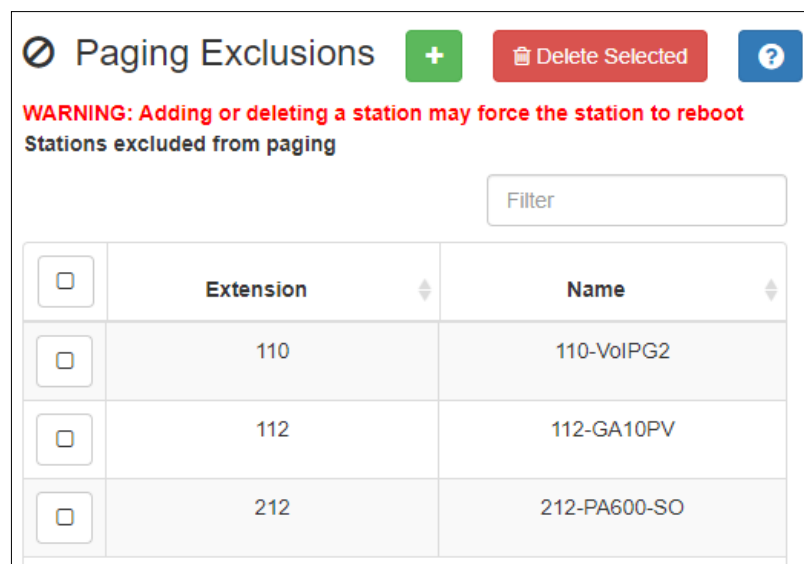 Paging Exclusions + Delete Selected ?
WARNING: Adding or deleting a station may force the station to reboot
Stations excluded from paging
Filter
Extension Name
110 110-VoIPG2
112 112-GA10PV
212 212-PA600-SO